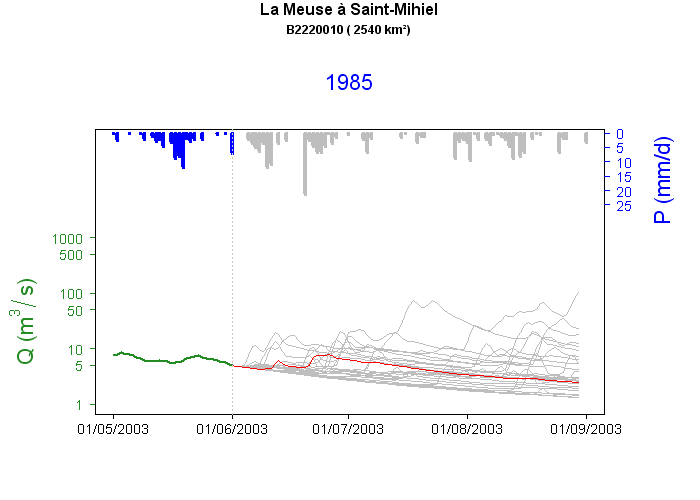 La Meuse à Saint-Mihiel
B2220010 ( 2540 km²)
1985
0
5
10
15
20
25
P (mm/d)
1000
500
100
50
10
5
1
Q (m³/ s)
01/05/2003 01/06/2003 01/07/2003 01/08/2003 01/09/2003